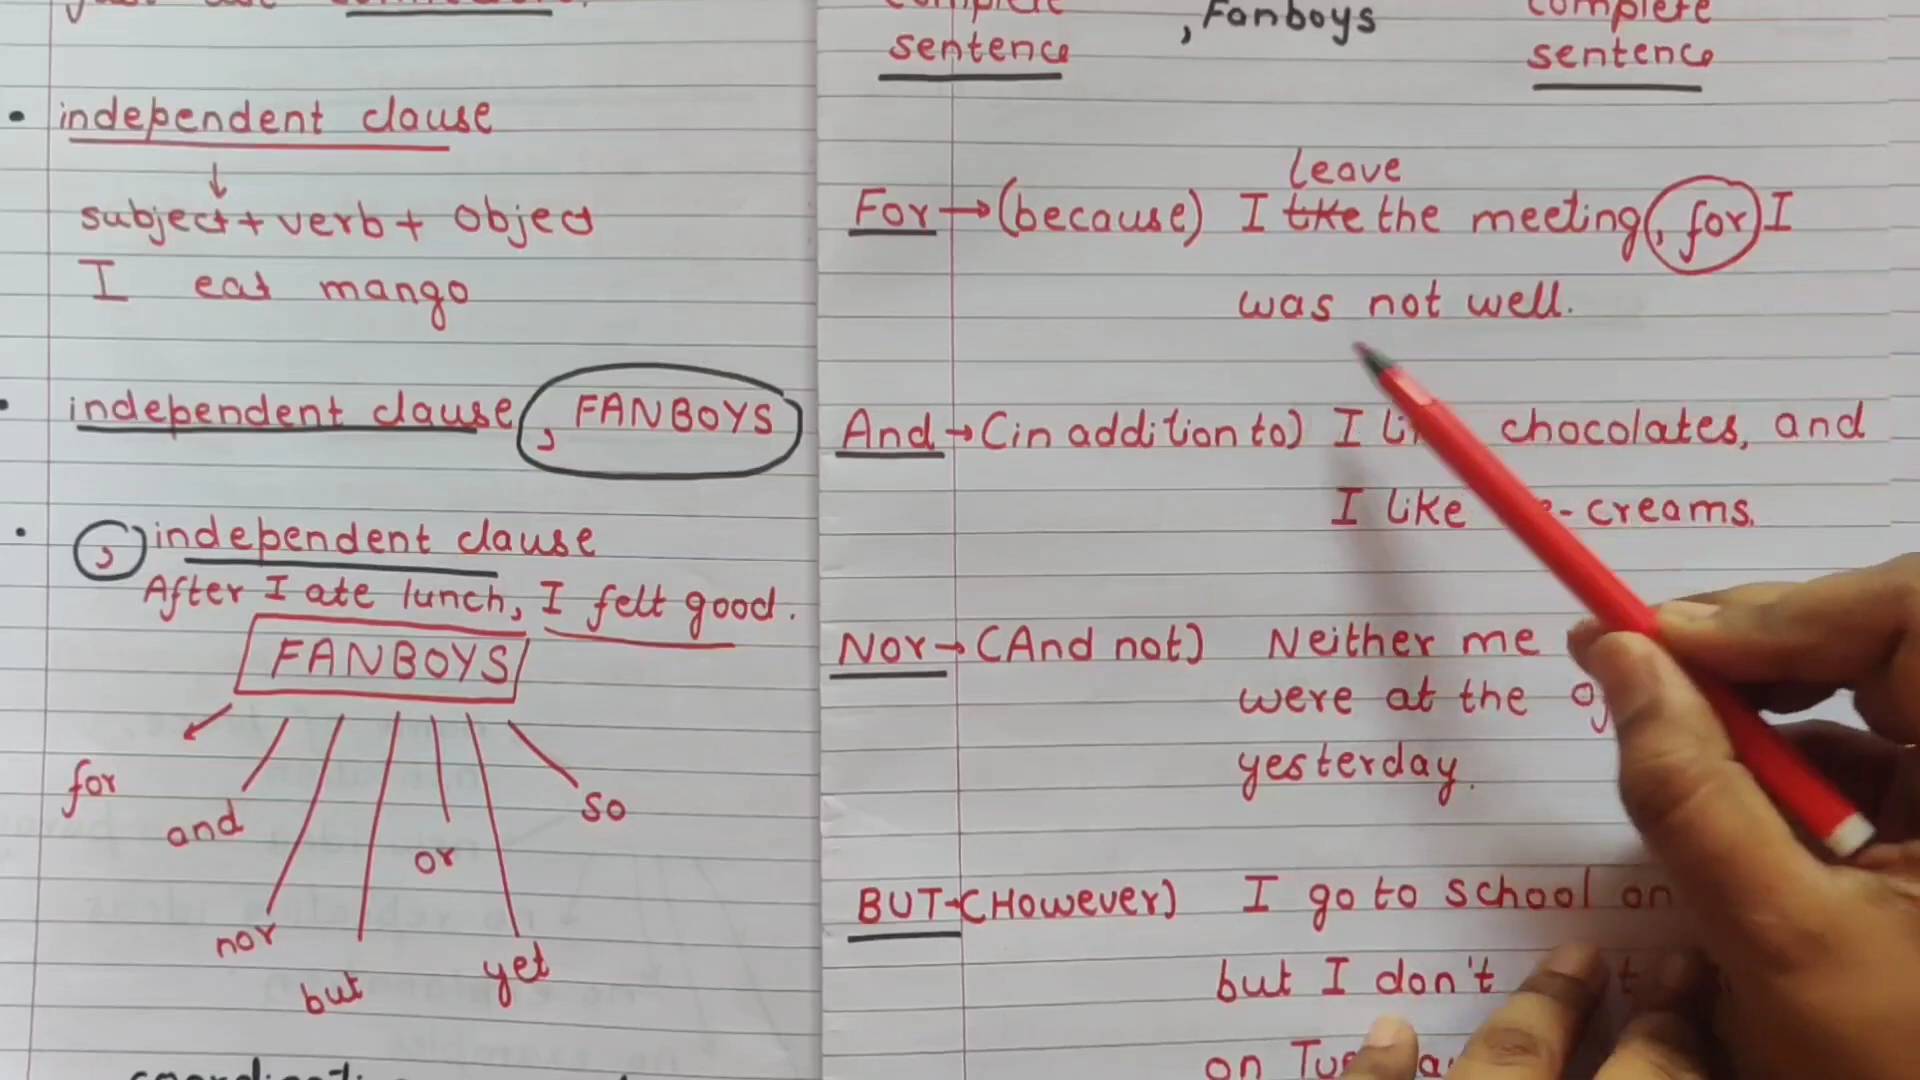 independent clause
subject + verb + object
I eat mango
independent clause, FANBOYS
, independent clause
After I ate lunch, I felt good.
FANBOYS
for
and
nor
but
or
yet
so
complete
sentence
, Fanboys
complete
sentence
For → (because) I like the meeting, for I
leave
was not well.
And → (in addition to) I chocolates, and
I like -creams.
Nor → (And not) Neither me
were at the
yesterday.
BUT → (However) I go to school on
but I don't
on